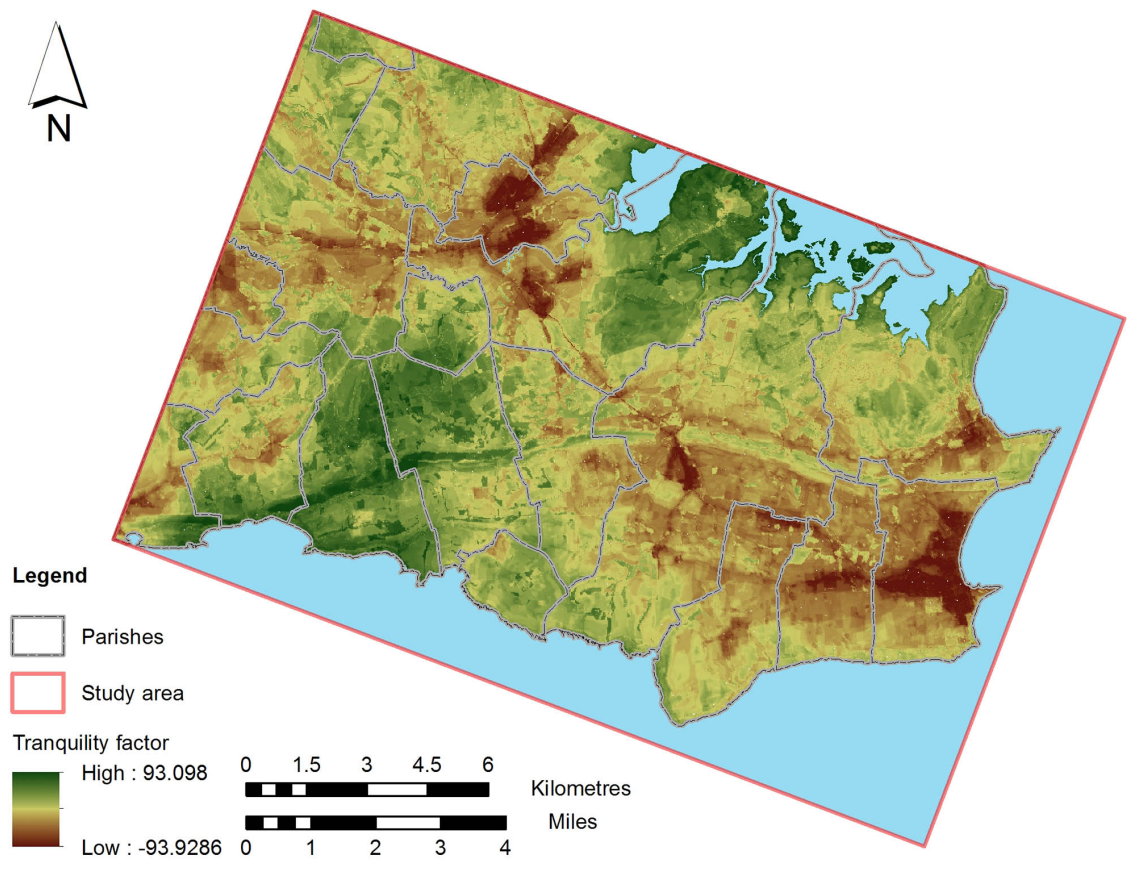 N
Legend
Parishes
Study area
Tranquility factor
High : 93.098
Low : -93.9286
0 1.5 3 4.5 6
Kilometres
Miles
0 1 2 3 4